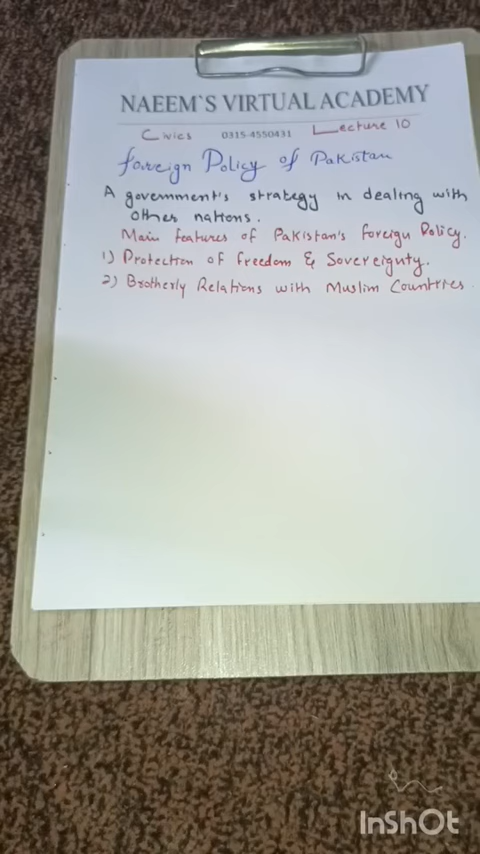 NAEEM`S VIRTUAL ACADEMY
Civics 0315-4550431 Lecture 10
foreign Policy of Pakistan
A government's strategy in dealing with
other nations.
Main features of Pakistan's foreign Policy.
1) Protection of freedom & Sovereignty.
2) Brotherly Relations with Muslim Countries
InShOt